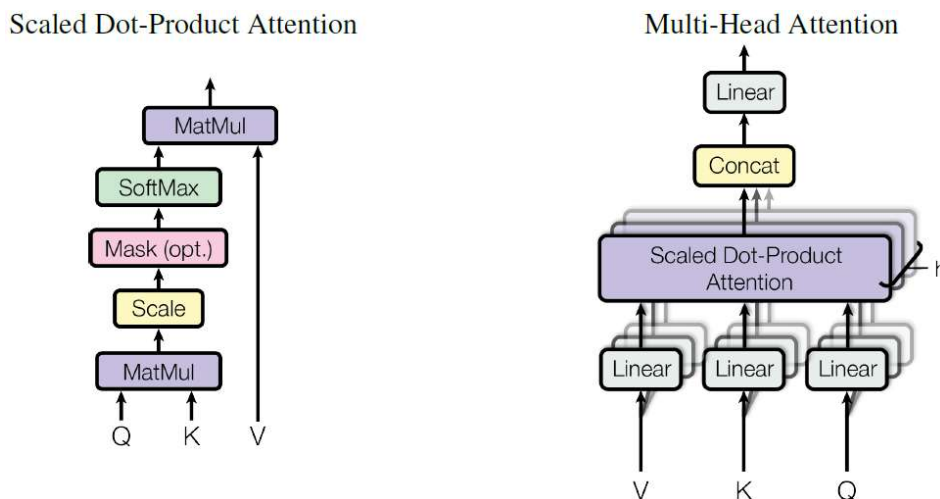 Scaled Dot-Product Attention
MatMul
SoftMax
Mask (opt.)
Scale
MatMul
Q K V
Multi-Head Attention
Linear
Concat
Scaled Dot-Product
Attention
Linear Linear Linear
V K Q